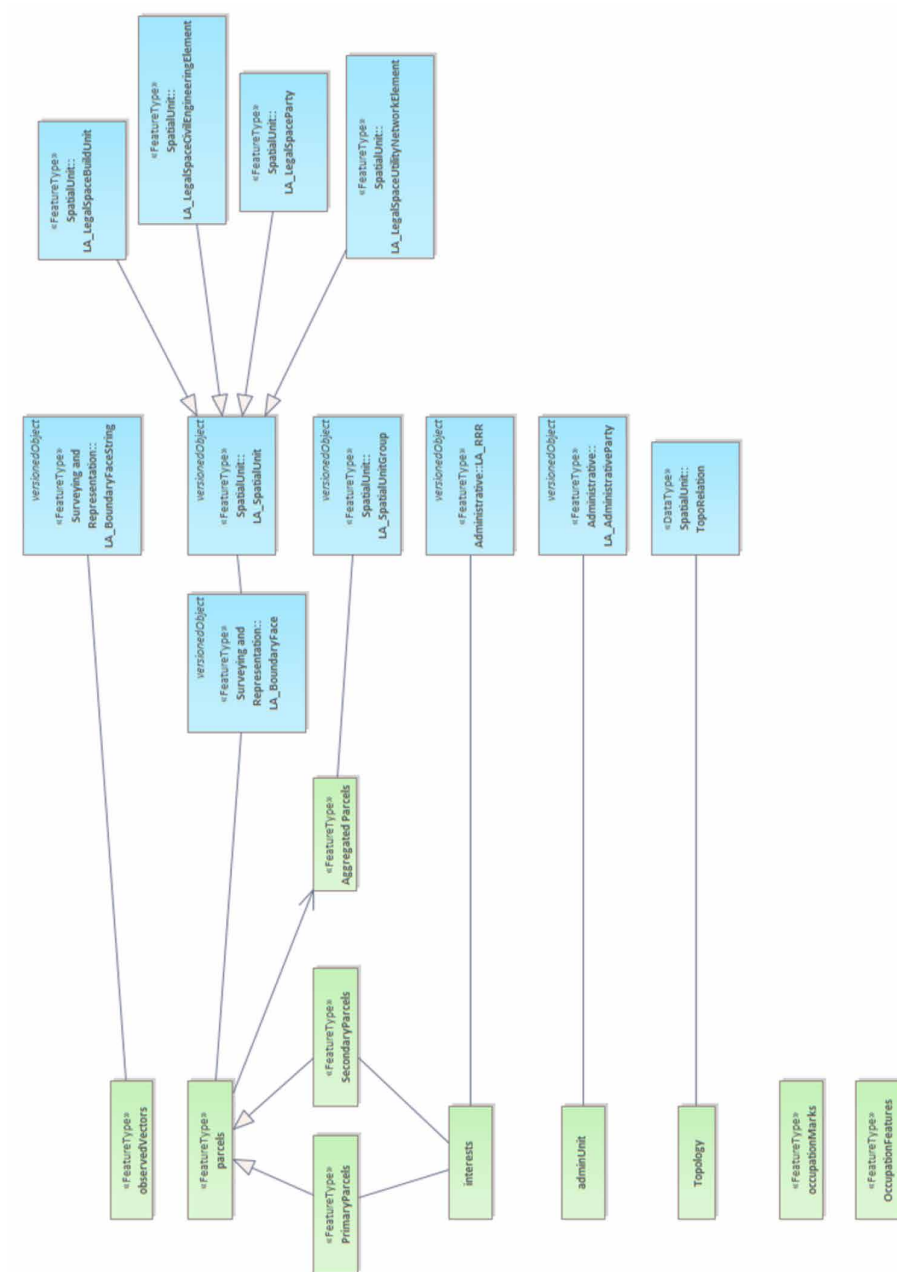 «FeatureType»
SpatialUnit::
LA_LegalSpaceBuildUnit
«FeatureType»
SpatialUnit::
LA_LegalSpaceCivilEngineeringElement
«FeatureType»
SpatialUnit::
LA_LegalSpaceParty
«FeatureType»
SpatialUnit::
LA_LegalSpaceUtilityNetworkElement
versionedObject
«FeatureType»
Surveying and
Representation::
LA_BoundaryFaceString
versionedObject
«FeatureType»
SpatialUnit::
LA_SpatialUnit
versionedObject
«FeatureType»
SpatialUnit::
LA_SpatialUnitGroup
versionedObject
«FeatureType»
Administrative::LA_RRR
versionedObject
«FeatureType»
Administrative::
LA_AdministrativeParty
«DataType»
SpatialUnit::
TopoRelation
versionedObject
«FeatureType»
Surveying and
Representation::
LA_BoundaryFace
«FeatureType»
Aggregated Parcels
«FeatureType»
SecondaryParcels
«FeatureType»
observedVectors
«FeatureType»
parcels
«FeatureType»
PrimaryParcels
interests
adminUnit
Topology
«FeatureType»
occupationMarks
«FeatureType»
OccupationFeatures